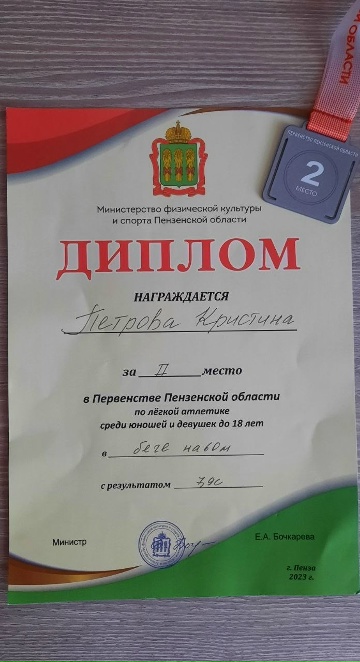 Министерство физической культуры
и спорта Пензенской области
ДИПЛОМ
НАГРАЖДАЕТСЯ
Петрова Кристина
за II место
в Первенстве Пензенской области
по лёгкой атлетике
среди юношей и девушек до 18 лет
в беге на 60м
с результатом 7,9с
Министр
Е.А. Бочкарева
г. Пенза
2023 г.
ОБЛАСТИ
2
МЕСТО